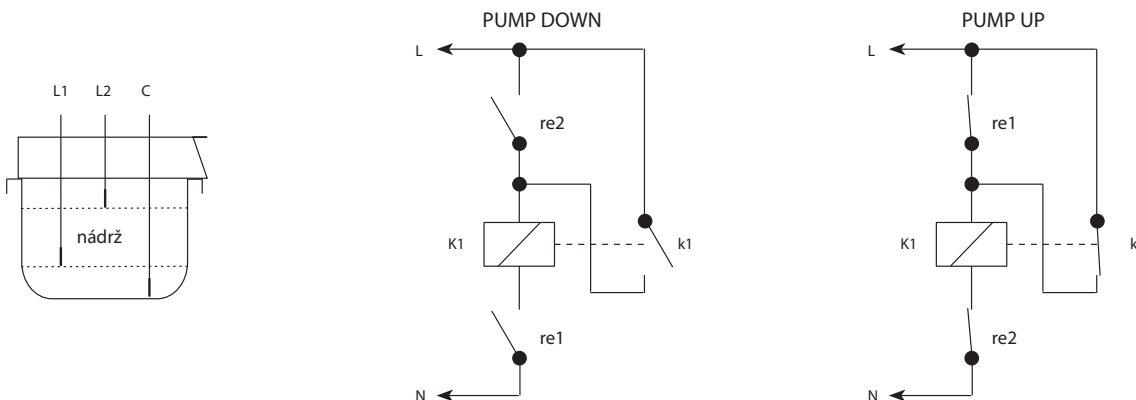 PUMP DOWN
PUMP UP
L
L
L1 L2 C
re2
re1
nádrž
K1
k1
K1
k
re1
re2
N
N